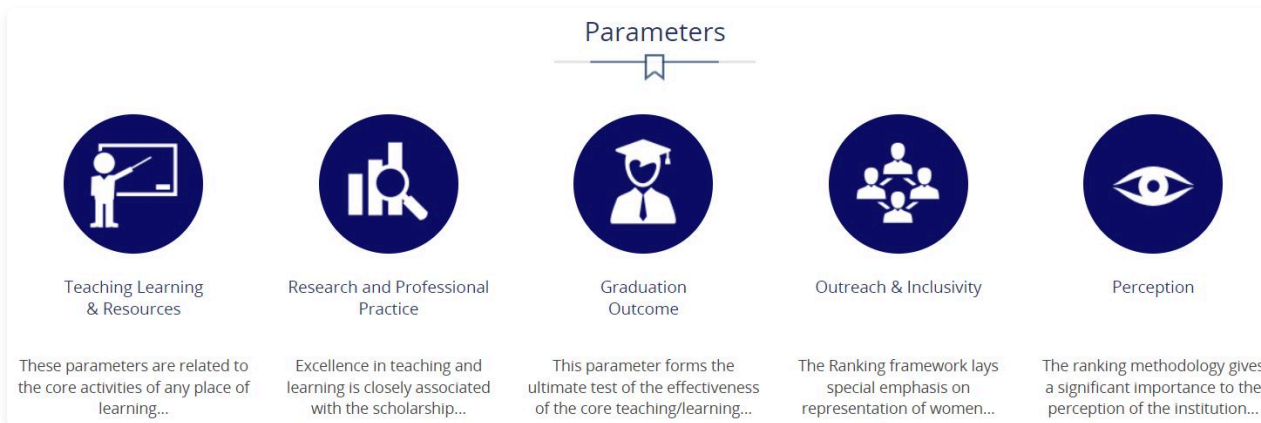 Parameters
Teaching Learning
& Resources
These parameters are related to
the core activities of any place of
learning...
Research and Professional
Practice
Excellence in teaching and
learning is closely associated
with the scholarship...
Graduation
Outcome
This parameter forms the
ultimate test of the effectiveness
of the core teaching/learning...
Outreach & Inclusivity
The Ranking framework lays
special emphasis on
representation of women...
Perception
The ranking methodology gives
a significant importance to the
perception of the institution...